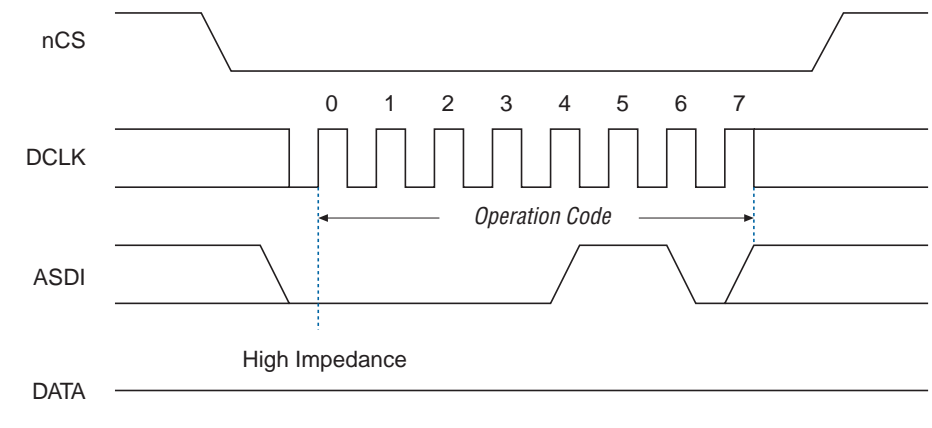 nCS
0 1 2 3 4 5 6 7
DCLK
Operation Code
ASDI
High Impedance
DATA